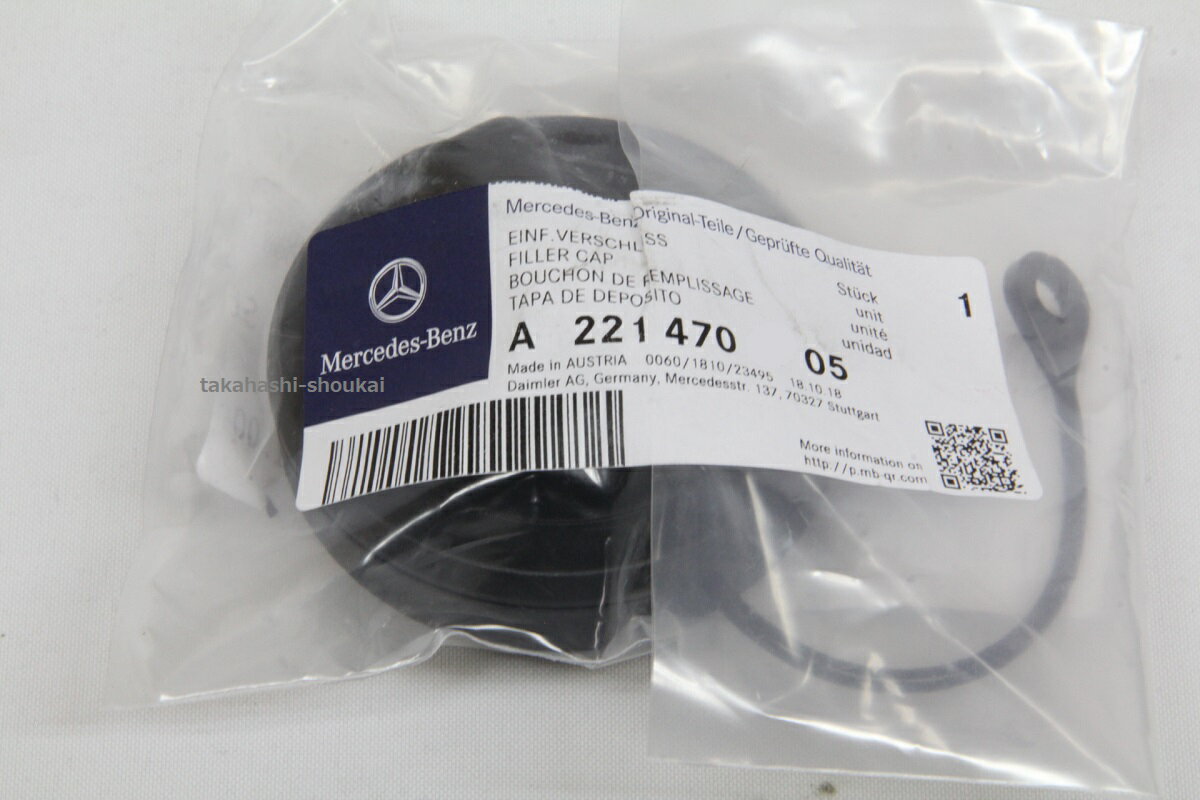 Mercedes-Benz Original-Teile/Geprüfte Qualität
EINF.VERSCHLSS
FILLER CAP
BOUCHON DE REMPLISSAGE
TAPA DE DEPOSITO
Stück
unit
unité
unidad
1
A 221 470 05
Made in AUSTRIA 0060/1810/23495 18.10.18
Daimler AG, Germany, Mercedesstr. 137, 70327 Stuttgart
Mercedes-Benz
takahashi-shoukai
More information on
http://p.mb-qr.com